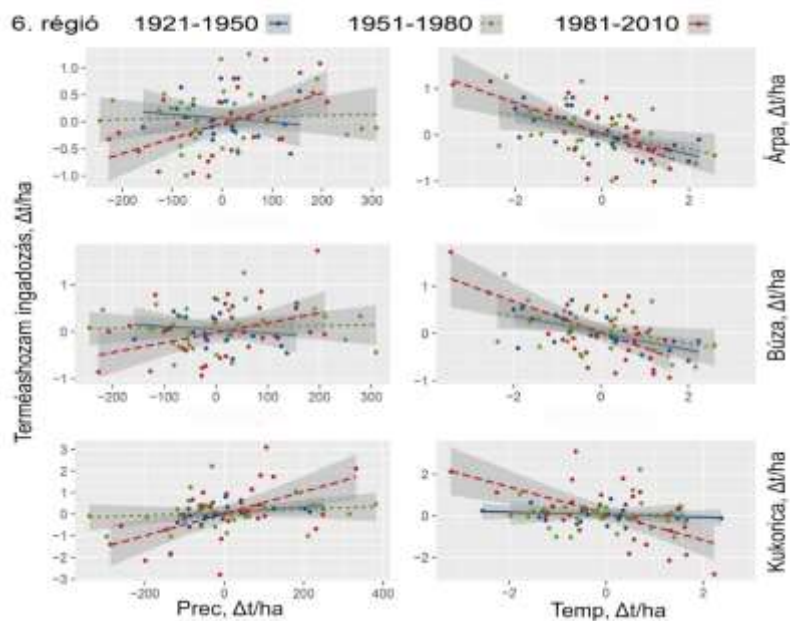 6. régió 1921-1950 1951-1980 1981-2010
Terméashozam ingadozás, Δt/ha
1.0
0.5
0.0
−0.5
−1.0
−200 −100 0 100 200 300
1
0
−1
−2 0 2
Árpa, Δt/ha
1
0
−1
−200 −100 0 100 200 300
1
0
−1
−2 0 2
Búza, Δt/ha
3
2
1
0
−1
−2
−3
−200 0 200 400
2
0
−2
−2 0 2
Kukorica, Δt/ha
Prec, Δt/ha Temp, Δt/ha